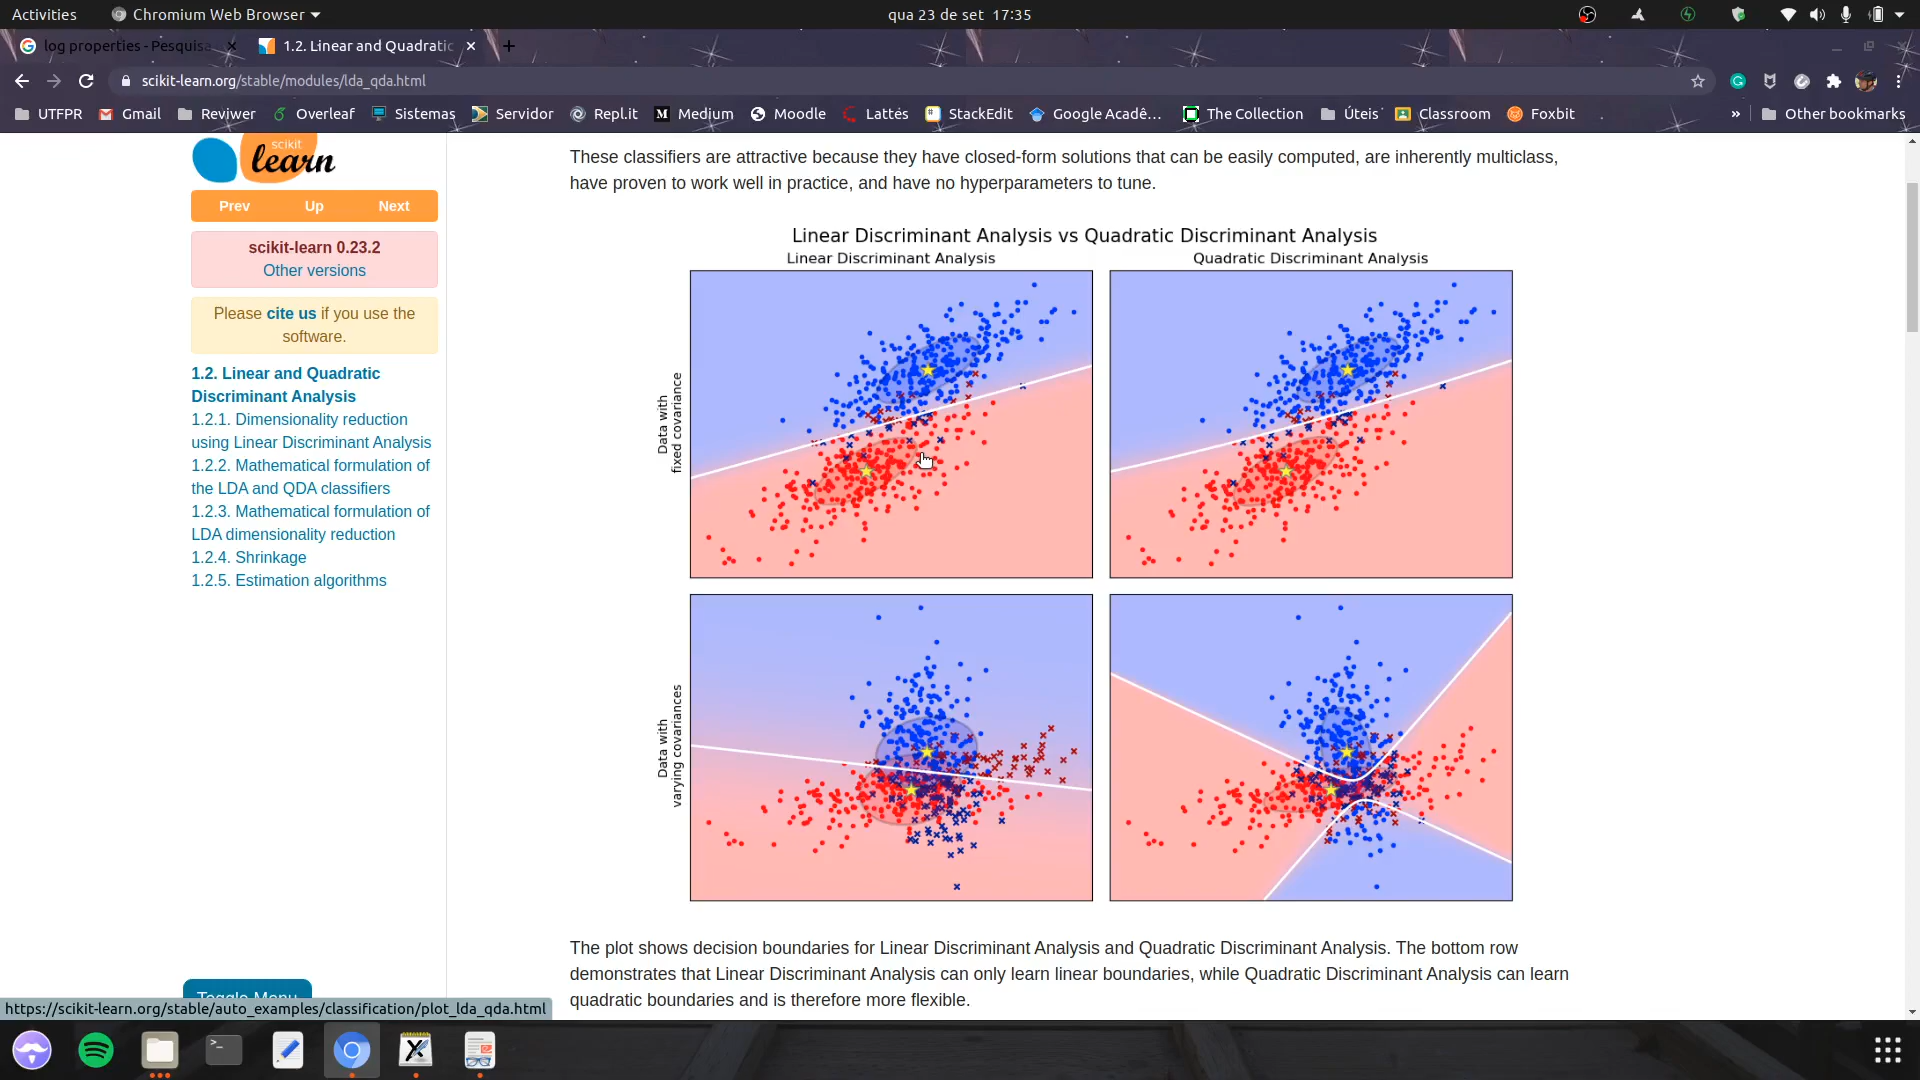 Activities
Chromium Web Browser
qua 23 de set 17:35
log properties - Pesquisa
1.2. Linear and Quadratic
scikit-learn.org/stable/modules/lda_qda.html
UTFPR
Gmail
Reviwer
Overleaf
Sistemas
Servidor
Repl.it
Medium
Moodle
Lattes
StackEdit
Google Acadê…
The Collection
Úteis
Classroom
Foxbit
»
Other bookmarks
scikit
learn
Prev
Up
Next
scikit-learn 0.23.2
Other versions
Please cite us if you use the
software.
1.2. Linear and Quadratic
Discriminant Analysis
1.2.1. Dimensionality reduction
using Linear Discriminant Analysis
1.2.2. Mathematical formulation of
the LDA and QDA classifiers
1.2.3. Mathematical formulation of
LDA dimensionality reduction
1.2.4. Shrinkage
1.2.5. Estimation algorithms
Toggle Menu
These classifiers are attractive because they have closed-form solutions that can be easily computed, are inherently multiclass,
have proven to work well in practice, and have no hyperparameters to tune.
Linear Discriminant Analysis vs Quadratic Discriminant Analysis
Linear Discriminant Analysis
Quadratic Discriminant Analysis
Data with
fixed covariance
Data with
varying covariances
The plot shows decision boundaries for Linear Discriminant Analysis and Quadratic Discriminant Analysis. The bottom row
demonstrates that Linear Discriminant Analysis can only learn linear boundaries, while Quadratic Discriminant Analysis can learn
quadratic boundaries and is therefore more flexible.
https://scikit-learn.org/stable/auto_examples/classification/plot_lda_qda.html